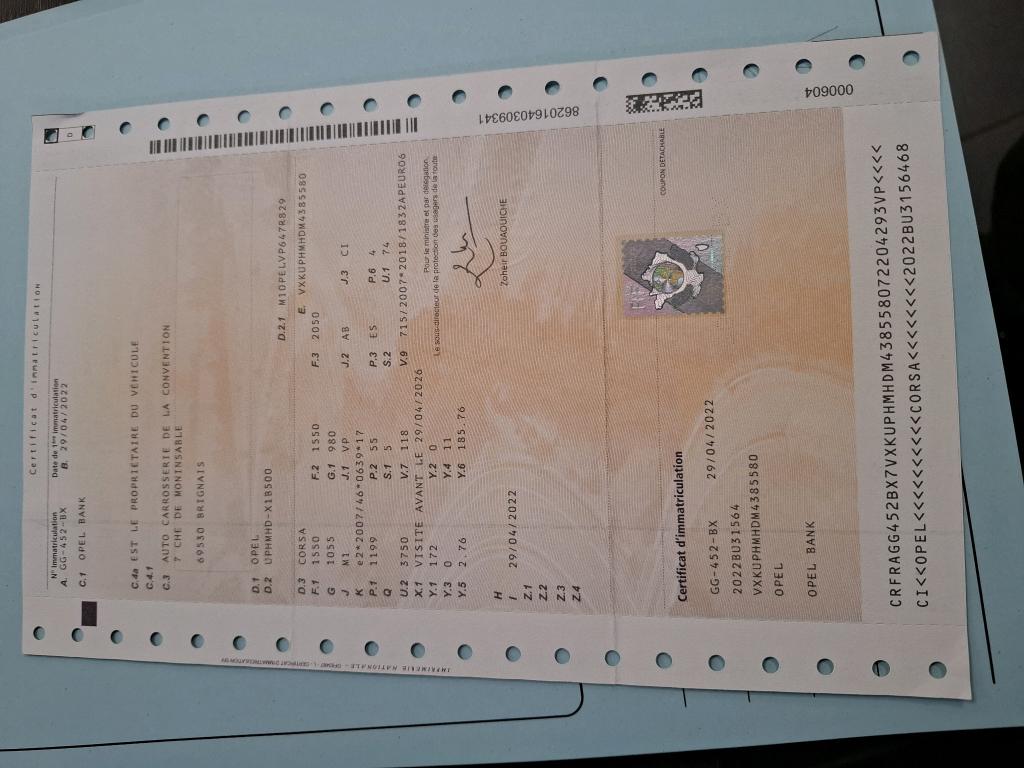 Certificat d'immatriculation
D
N° Immatriculation Date de 1ère immatriculation
A. GG-452-BX B. 29/04/2022
C.1 OPEL BANK
C.4a EST LE PROPRIÉTAIRE DU VÉHICULE
C.4.1
C.3 AUTO CARROSSERIE DE LA CONVENTION
7 CHE DE MONINSABLE
69530 BRIGNAIS
D.1 OPEL
D.2 UPHMHD-X1B500 D.2.1 M10PELVP647R829
D.3 CORSA E. VXKUPHMHDM4385580
F.1 1550 F.2 1550 F.3 2050
G 1055 G.1 980
J M1 J.1 VP J.2 AB J.3 CI
K e2*2007/46*0639*17
P.1 1199 P.2 55 P.3 ES P.6 4
Q S.1 5 S.2 U.1 74
U.2 3750 V.7 118 V.9 715/2007*2018/1832APEURO6
X.1 VISITE AVANT LE 29/04/2026
Y.1 172 Y.2 0
Y.3 0 Y.4 11
Y.5 2.76 Y.6 185.76
Pour le ministre et par délégation,
Le sous-directeur de la protection des usagers de la route
Zoheir BOUAOUICHE
H
I 29/04/2022
Z.1
Z.2
Z.3
Z.4
86201640309341
IMPRIMERIE NATIONALE
COUPON DÉTACHABLE
000604
Certificat d'immatriculation
GG-452-BX 29/04/2022
2022BU31564
VXKUPHMHDM4385580
OPEL
OPEL BANK
CRFRAGG452BX7VXKUPHMHDM438558072204293VP<<<<
CI<<OPEL<<<<<<<<<CORSA<<<<<<<<2022BU3156468